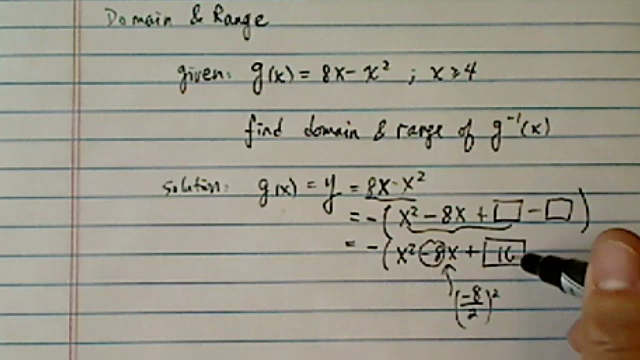 Domain & Range
given: g(x) = 8x - x² ; x ≥ 4
find domain & range of g⁻¹(x)
solution: g(x) = y = 8x - x²
= - ( x² - 8x + □ - □ )
= - ( x² - 8x + 16
(-8/2)²